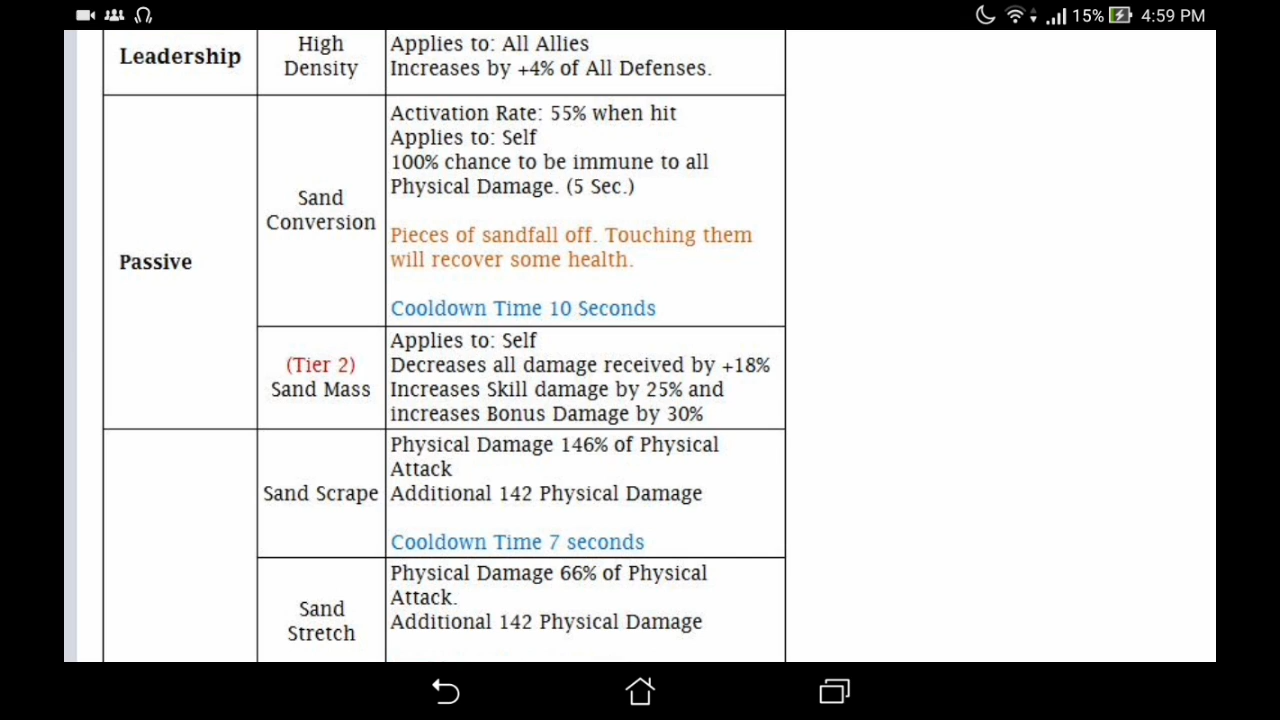 15% 4:59 PM
Leadership
High
Density
Applies to: All Allies
Increases by +4% of All Defenses.
Passive
Sand
Conversion
Activation Rate: 55% when hit
Applies to: Self
100% chance to be immune to all
Physical Damage. (5 Sec.)
Pieces of sandfall off. Touching them
will recover some health.
Cooldown Time 10 Seconds
(Tier 2)
Sand Mass
Applies to: Self
Decreases all damage received by +18%
Increases Skill damage by 25% and
increases Bonus Damage by 30%
Sand Scrape
Physical Damage 146% of Physical
Attack
Additional 142 Physical Damage
Cooldown Time 7 seconds
Sand
Stretch
Physical Damage 66% of Physical
Attack.
Additional 142 Physical Damage